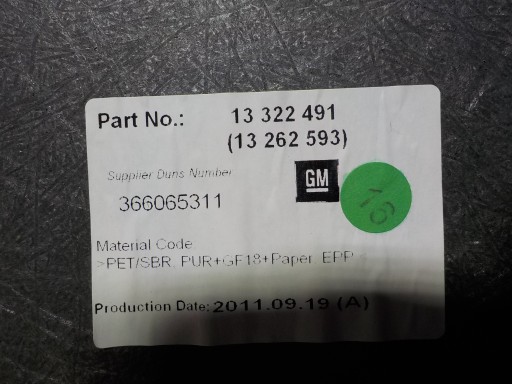 Part No.: 13 322 491
(13 262 593)
Supplier Duns Number
366065311
GM
16
Material Code
>PET/SBR, PUR+GF18+Paper, EPP
Production Date: 2011.09.19 (A)